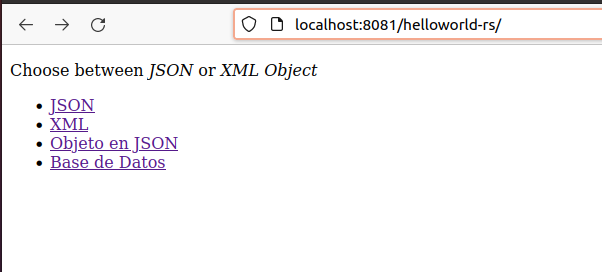 localhost:8081/helloworld-rs/
Choose between JSON or XML Object
JSON
XML
Objeto en JSON
Base de Datos